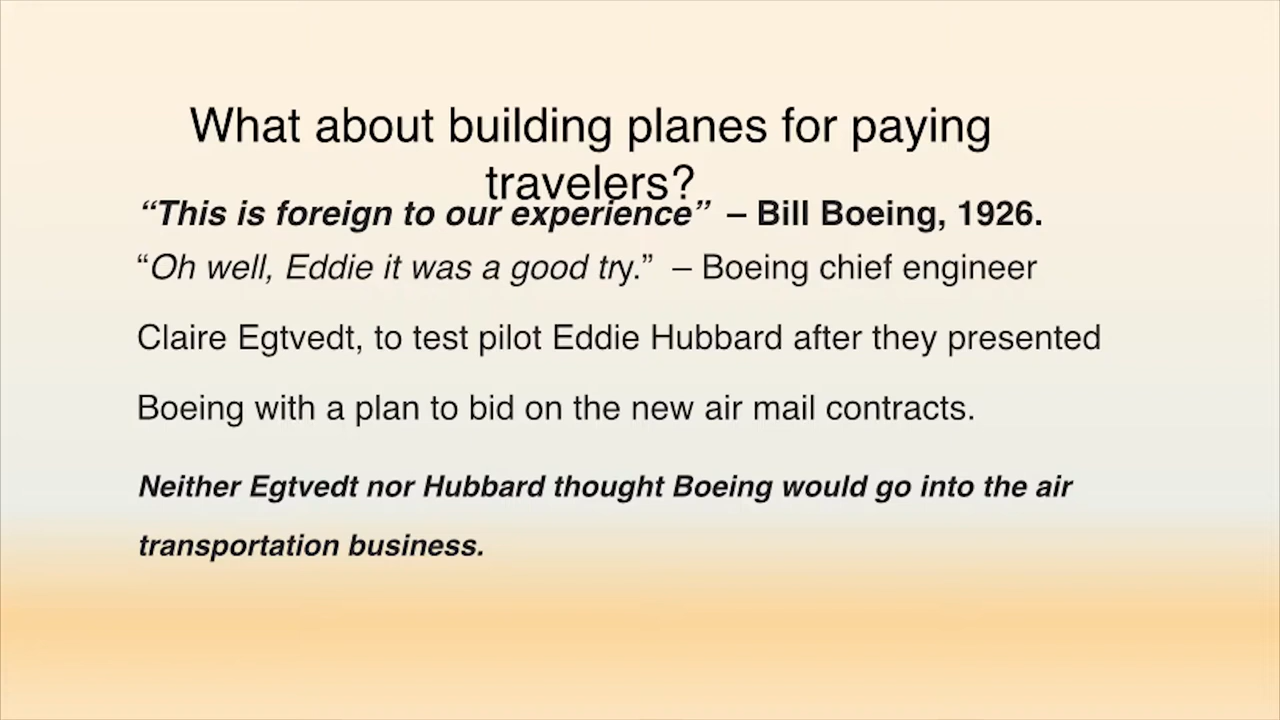 What about building planes for paying
travelers?
“This is foreign to our experience” – Bill Boeing, 1926.
“Oh well, Eddie it was a good try.” – Boeing chief engineer
Claire Egtvedt, to test pilot Eddie Hubbard after they presented
Boeing with a plan to bid on the new air mail contracts.
Neither Egtvedt nor Hubbard thought Boeing would go into the air
transportation business.